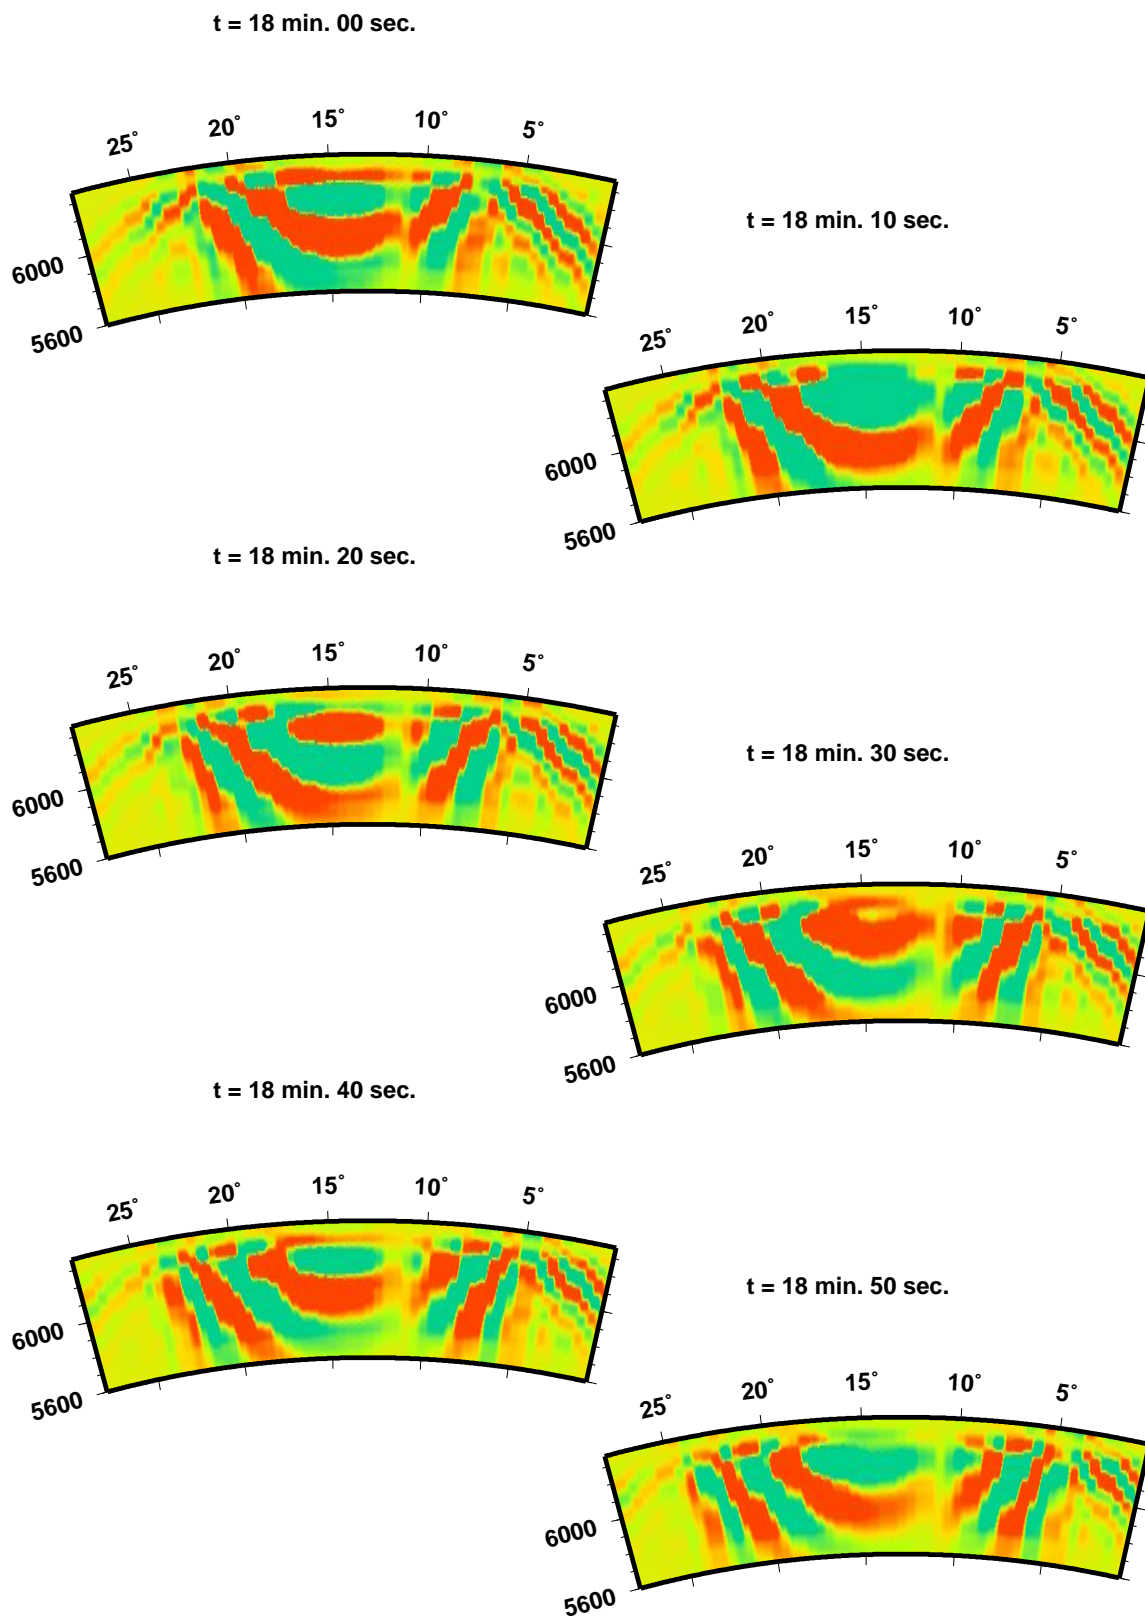 t = 18 min. 00 sec.
25° 20° 15° 10° 5°
6000
5600
t = 18 min. 10 sec.
25° 20° 15° 10° 5°
6000
5600
t = 18 min. 20 sec.
25° 20° 15° 10° 5°
6000
5600
t = 18 min. 30 sec.
25° 20° 15° 10° 5°
6000
5600
t = 18 min. 40 sec.
25° 20° 15° 10° 5°
6000
5600
t = 18 min. 50 sec.
25° 20° 15° 10° 5°
6000
5600